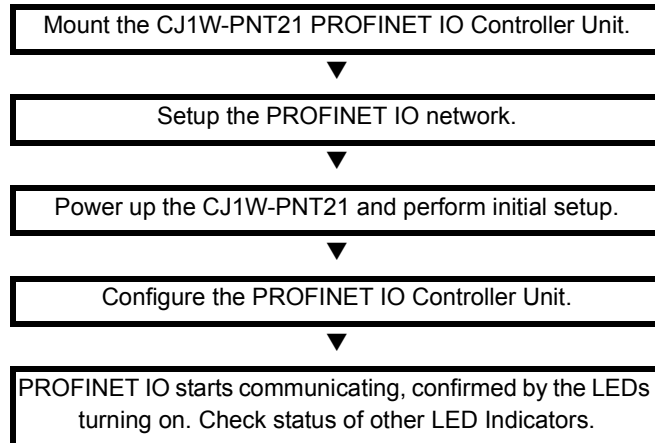 Mount the CJ1W-PNT21 PROFINET IO Controller Unit.
Setup the PROFINET IO network.
Power up the CJ1W-PNT21 and perform initial setup.
Configure the PROFINET IO Controller Unit.
PROFINET IO starts communicating, confirmed by the LEDs
turning on. Check status of other LED Indicators.